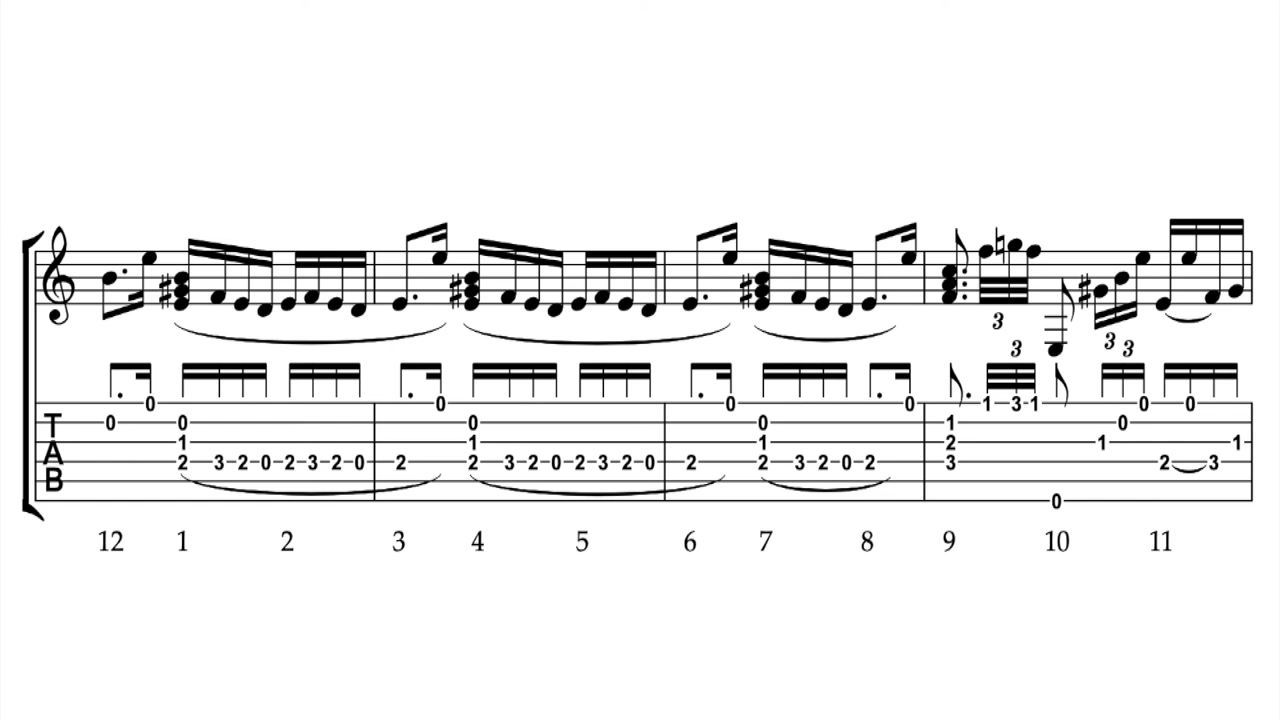 3
3 3
3
0 0 0 0 1 3 1 0 0
T 0 0 0 0 1 0
A 1 1 1 2 1 1
B 2 3 2 0 2 3 2 0 2 2 3 2 0 2 3 2 0 2 2 3 2 0 2 3 2 3
0
12 1 2 3 4 5 6 7 8 9 10 11